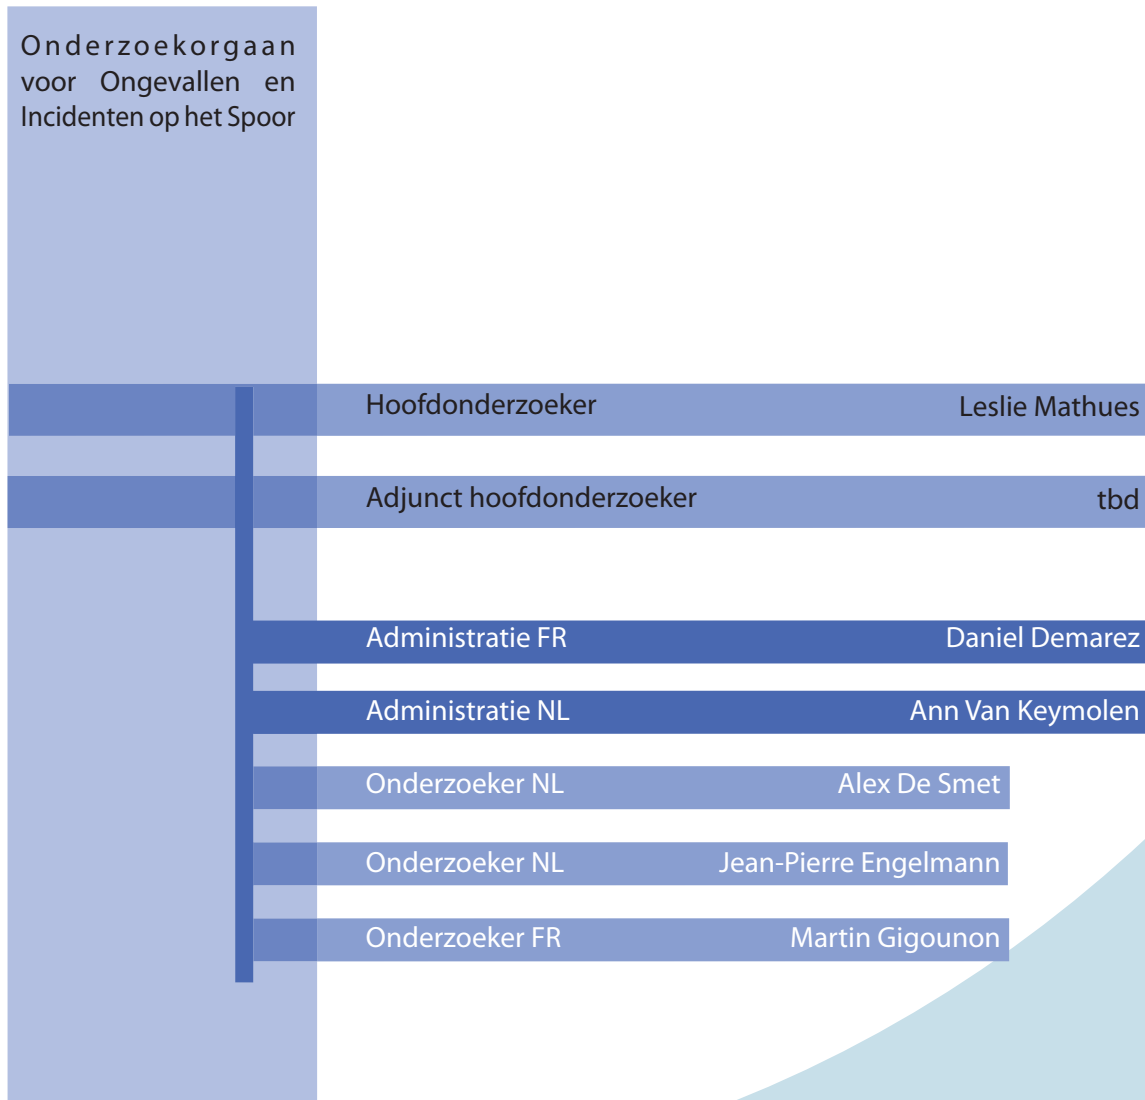 Onderzoekorgaan
voor Ongevallen en
Incidenten op het Spoor
Hoofdonderzoeker Leslie Mathues
Adjunct hoofdonderzoeker tbd
Administratie FR Daniel Demarez
Administratie NL Ann Van Keymolen
Onderzoeker NL Alex De Smet
Onderzoeker NL Jean-Pierre Engelmann
Onderzoeker FR Martin Gigounon